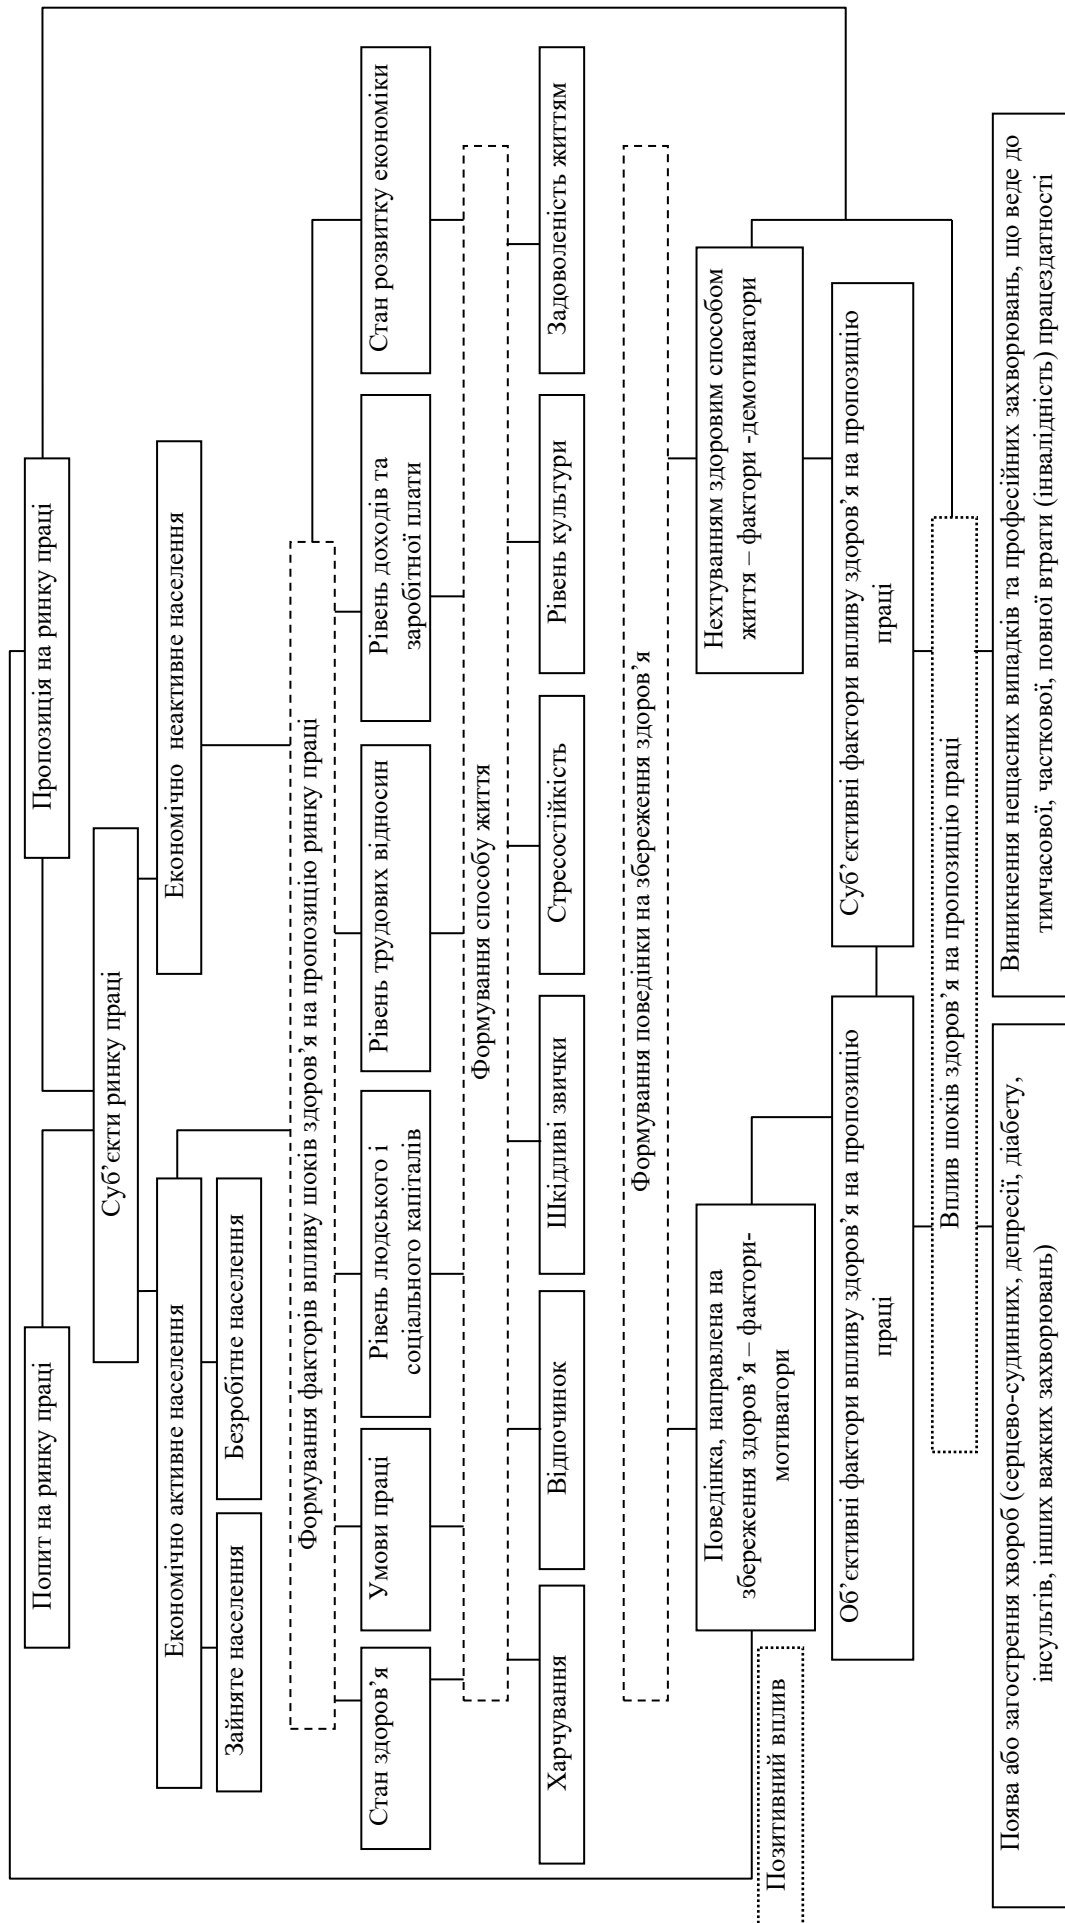 Попит на ринку праці
Пропозиція на ринку праці
Суб’єкти ринку праці
Економічно активне населення
Економічно  неактивне населення
Зайняте населення
Безробітне населення
Формування факторів впливу шоків здоров’я на пропозицію ринку праці
Стан здоров’я
Умови праці
Рівень людського і
соціального капіталів
Рівень трудових відносин
Рівень доходів та
заробітної плати
Стан розвитку економіки
Формування способу життя
Харчування
Відпочинок
Шкідливі звички
Стресостійкість
Рівень культури
Задоволеність життям
Формування поведінки на збереження здоров’я
Поведінка, направлена на
збереження здоров’я – фактори-
мотиватори
Нехтуванням здоровим способом
життя – фактори -демотиватори
Позитивний вплив
Об’єктивні фактори впливу здоров’я на пропозицію
праці
Суб’єктивні фактори впливу здоров’я на пропозицію
праці
Вплив шоків здоров’я на пропозицію праці
Поява або загострення хвороб (серцево-судинних, депресії, діабету,
інсультів, інших важких захворювань)
Виникнення нещасних випадків та професійних захворювань, що веде до
тимчасової, часткової, повної втрати (інвалідність) працездатності